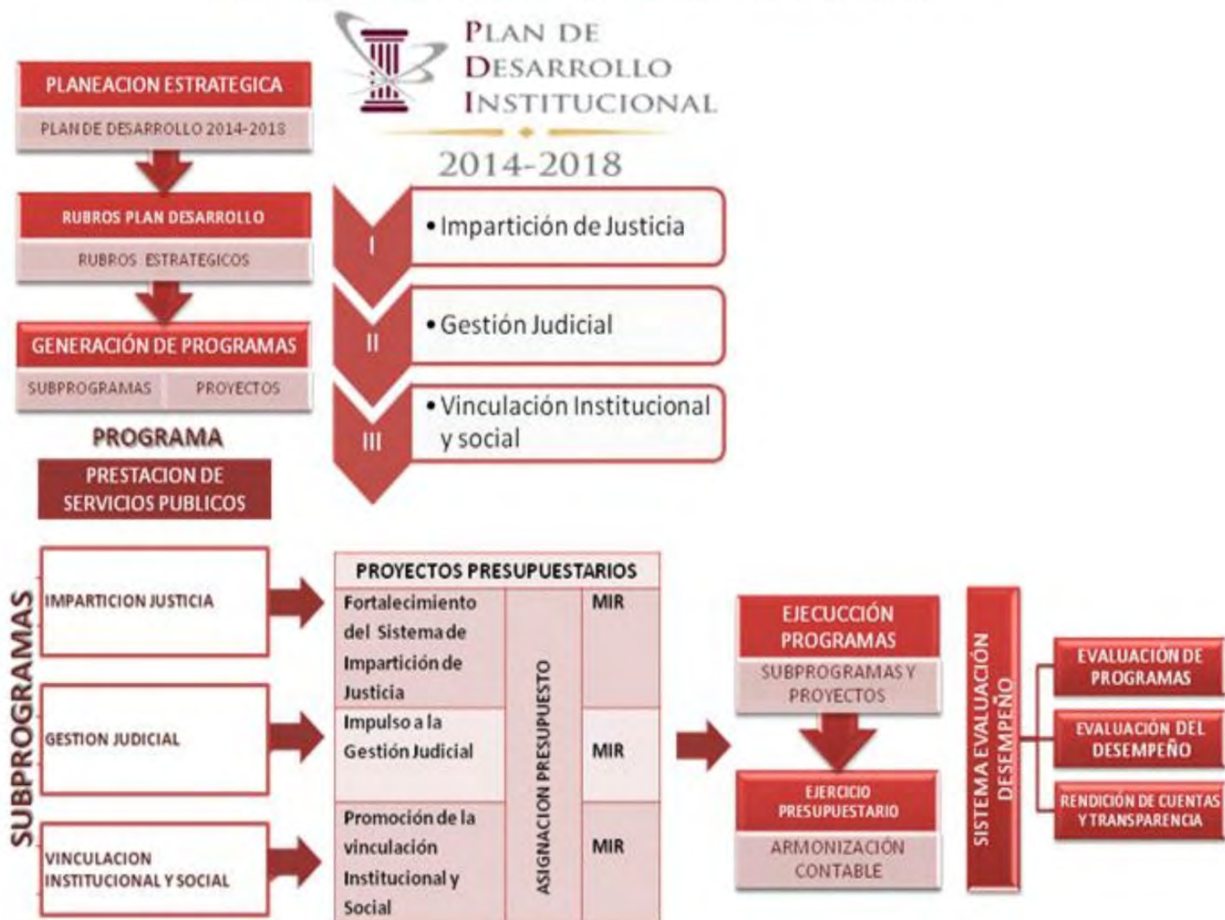 PLAN DE
DESARROLLO
INSTITUCIONAL
2014-2018
PLANEACION ESTRATEGICA
PLAN DE DESARROLLO 2014-2018
RUBROS PLAN DESARROLLO
RUBROS ESTRATEGICOS
GENERACIÓN DE PROGRAMAS
SUBPROGRAMAS PROYECTOS
I
• Impartición de Justicia
II
• Gestión Judicial
III
• Vinculación Institucional
y social
PROGRAMA
PRESTACION DE
SERVICIOS PUBLICOS
SUBPROGRAMAS
IMPARTICION JUSTICIA
GESTION JUDICIAL
VINCULACION
INSTITUCIONAL Y SOCIAL
PROYECTOS PRESUPUESTARIOS
Fortalecimiento
del Sistema de
Impartición de
Justicia
MIR
Impulso a la
Gestión Judicial
MIR
Promoción de la
vinculación
Institucional y
Social
MIR
ASIGNACION PRESUPUESTO
EJECUCCIÓN
PROGRAMAS
SUBPROGRAMAS Y
PROYECTOS
EJERCICIO
PRESUPUESTARIO
ARMONIZACIÓN
CONTABLE
SISTEMA EVALUACIÓN
DESEMPEÑO
EVALUACIÓN DE
PROGRAMAS
EVALUACIÓN DEL
DESEMPEÑO
RENDICIÓN DE CUENTAS
Y TRANSPARENCIA